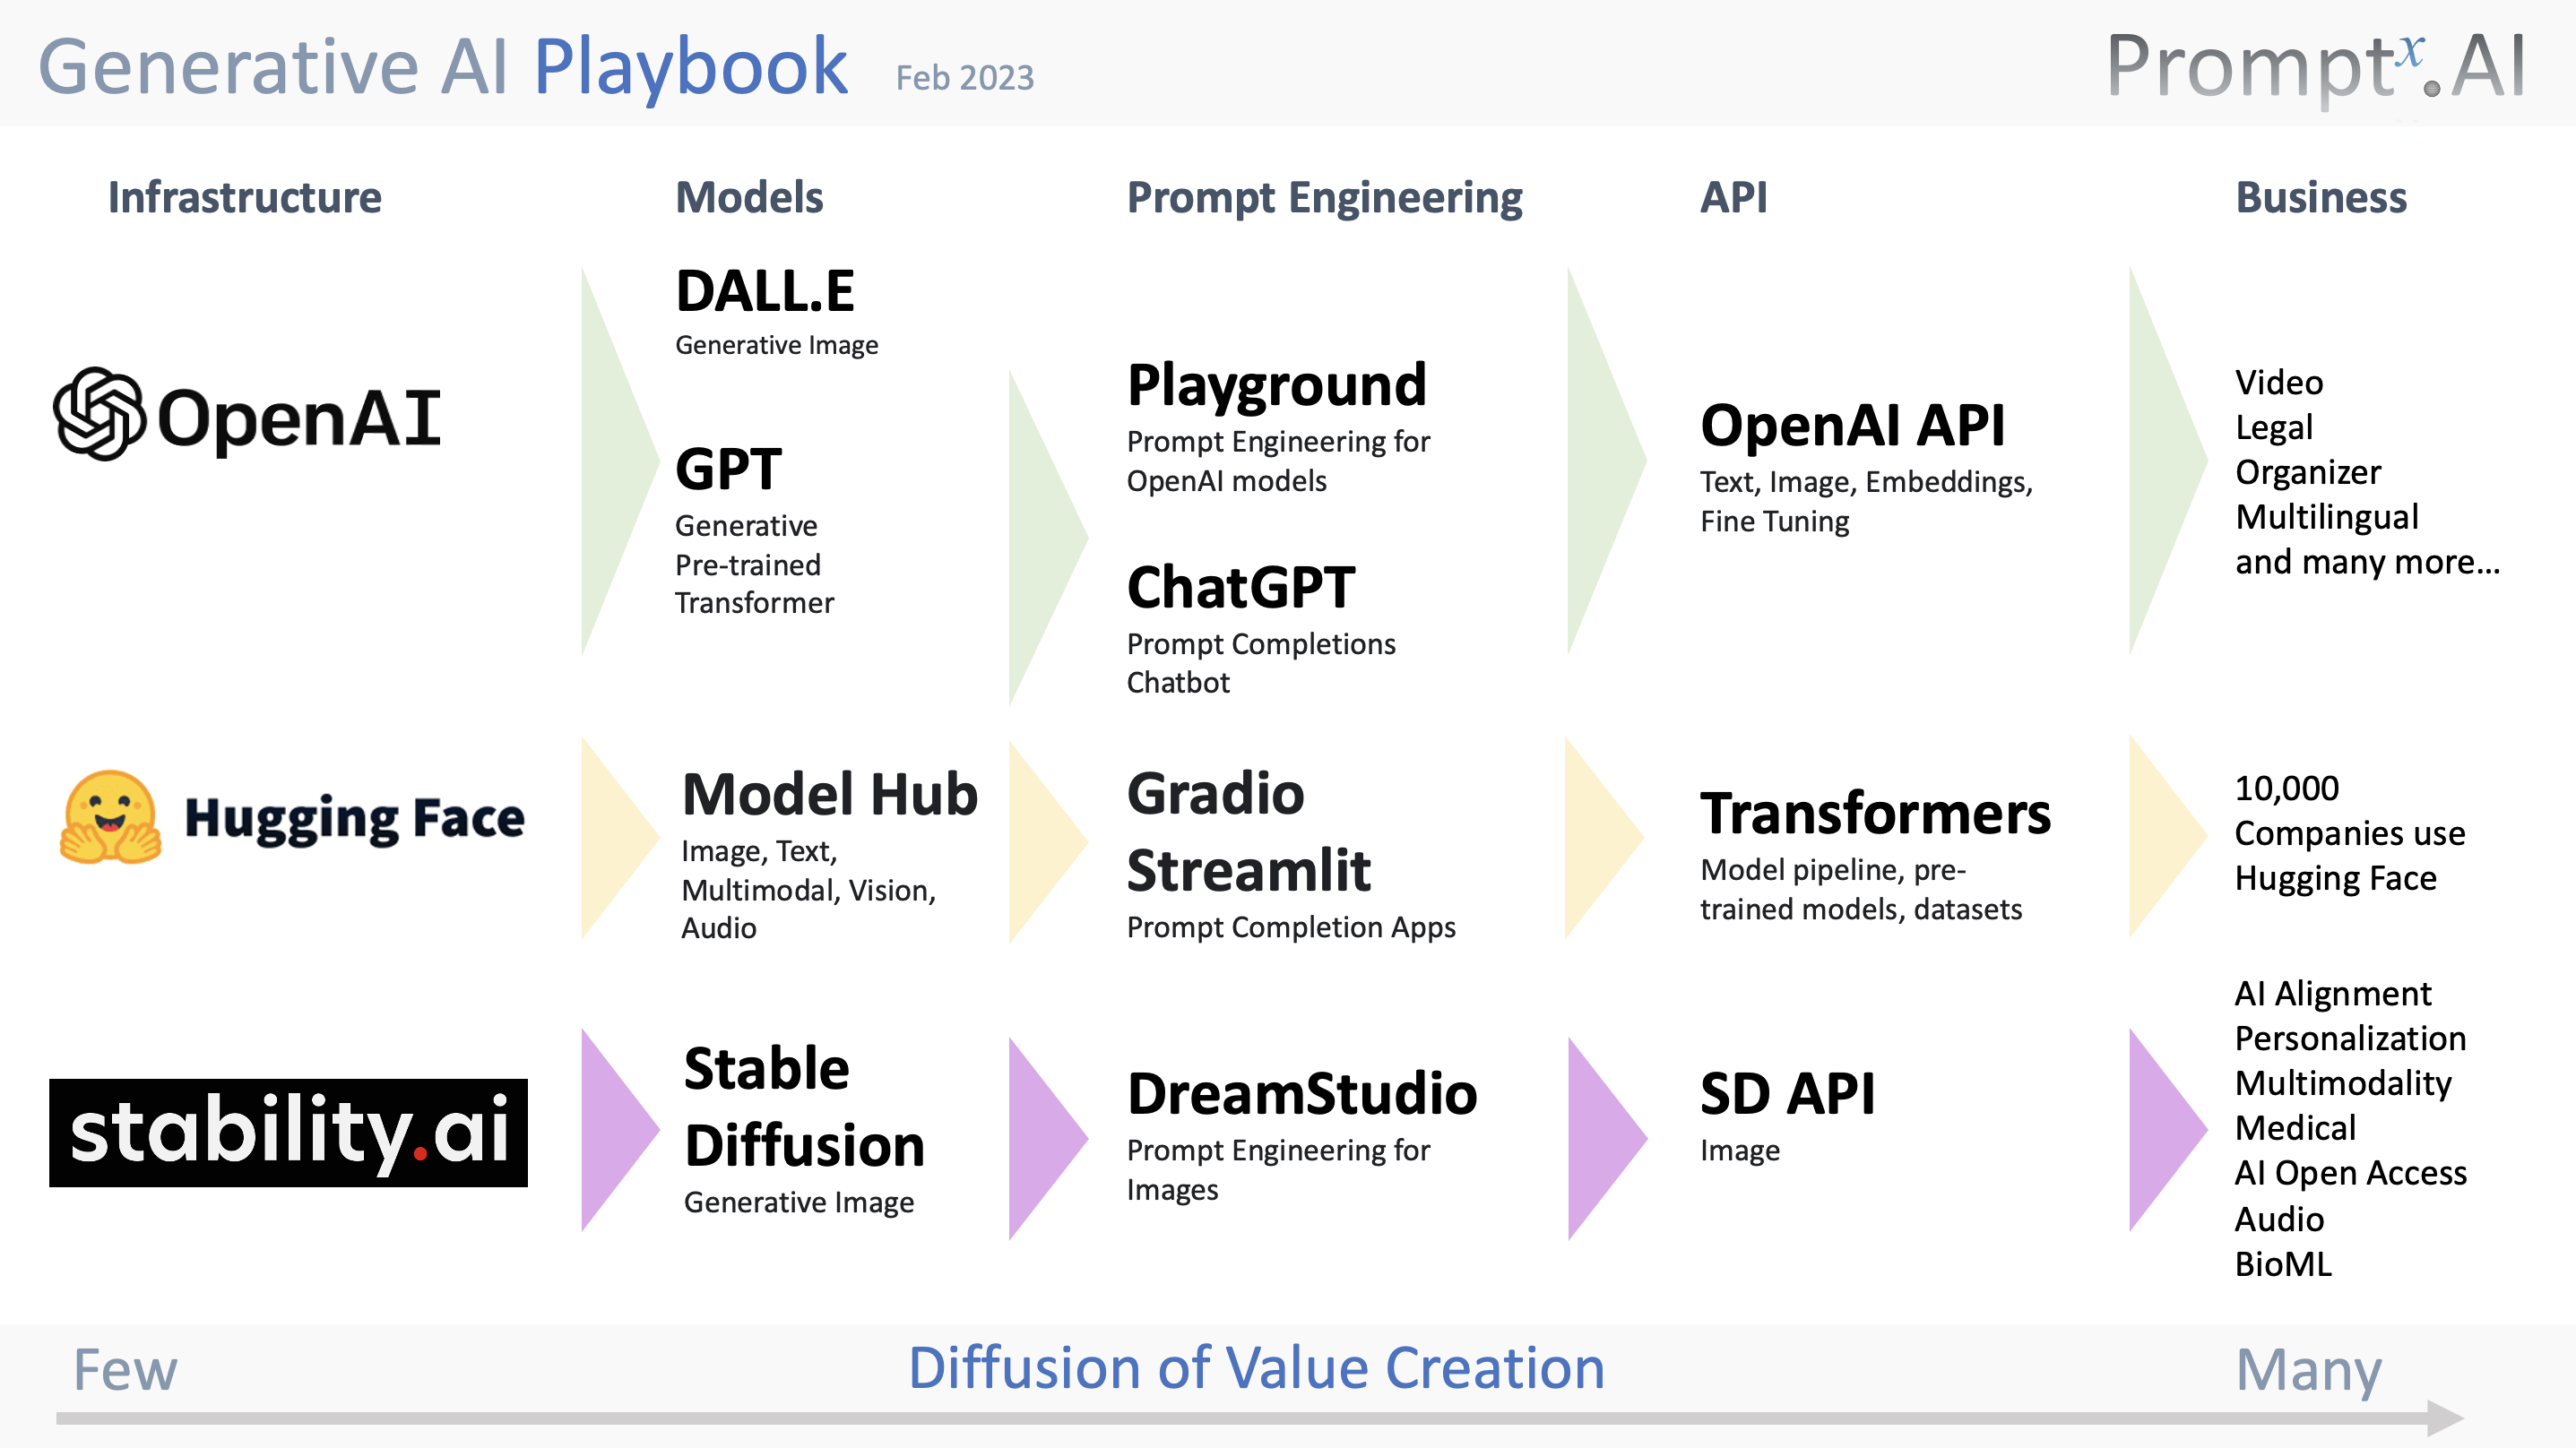 Generative AI Playbook Feb 2023
Prompt x.AI
Infrastructure
Models
Prompt Engineering
API
Business
OpenAI
DALL.E
Generative Image
GPT
Generative
Pre-trained
Transformer
Playground
Prompt Engineering for
OpenAI models
ChatGPT
Prompt Completions
Chatbot
OpenAI API
Text, Image, Embeddings,
Fine Tuning
Video
Legal
Organizer
Multilingual
and many more…
Hugging Face
Model Hub
Image, Text,
Multimodal, Vision,
Audio
Gradio
Streamlit
Prompt Completion Apps
Transformers
Model pipeline, pre-
trained models, datasets
10,000
Companies use
Hugging Face
stability.ai
Stable
Diffusion
Generative Image
DreamStudio
Prompt Engineering for
Images
SD API
Image
AI Alignment
Personalization
Multimodality
Medical
AI Open Access
Audio
BioML
Few
Diffusion of Value Creation
Many